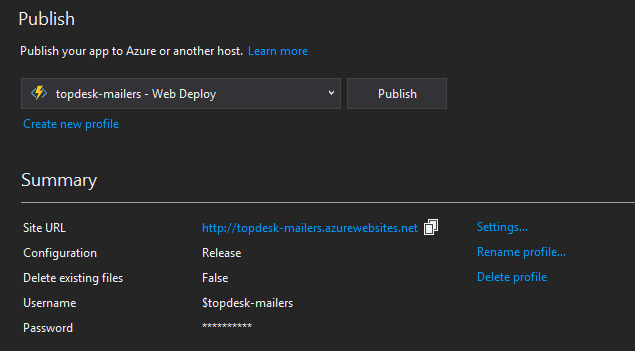 Publish
Publish your app to Azure or another host. Learn more
topdesk-mailers - Web Deploy Publish
Create new profile
Summary
Site URL http://topdesk-mailers.azurewebsites.net Settings...
Configuration Release Rename profile...
Delete existing files False Delete profile
Username $topdesk-mailers
Password **********